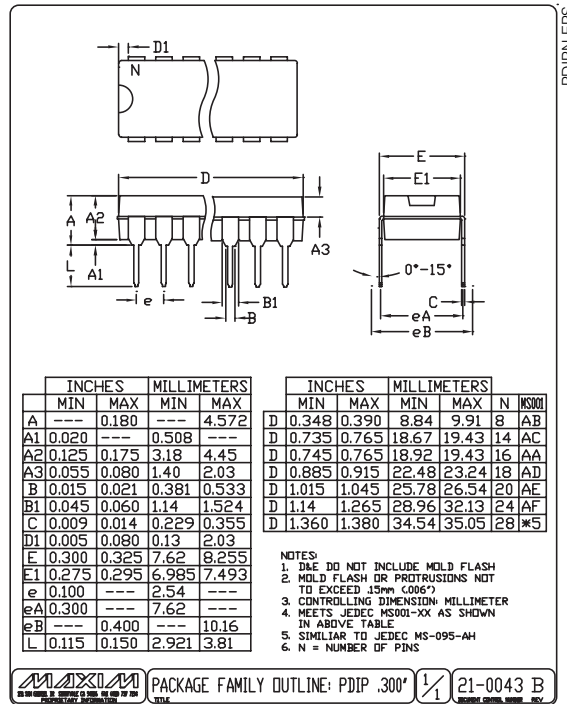 PDIPN.EPS
D1
N
D
E
E1
A
A2
A3
L
A1
0°-15°
e
B1
B
C
eA
eB
INCHES MILLIMETERS
MIN MAX MIN MAX
A --- 0.180 --- 4.572
A1 0.020 --- 0.508 ---
A2 0.125 0.175 3.18 4.45
A3 0.055 0.080 1.40 2.03
B 0.015 0.021 0.381 0.533
B1 0.045 0.060 1.14 1.524
C 0.009 0.014 0.229 0.355
D1 0.005 0.080 0.13 2.03
E 0.300 0.325 7.62 8.255
E1 0.275 0.295 6.985 7.493
e 0.100 --- 2.54 ---
eA 0.300 --- 7.62 ---
eB --- 0.400 --- 10.16
L 0.115 0.150 2.921 3.81
INCHES MILLIMETERS
MIN MAX MIN MAX N MS001
D 0.348 0.390 8.84 9.91 8 AB
D 0.735 0.765 18.67 19.43 14 AC
D 0.745 0.765 18.92 19.43 16 AA
D 0.885 0.915 22.48 23.24 18 AD
D 1.015 1.045 25.78 26.54 20 AE
D 1.14 1.265 28.96 32.13 24 AF
D 1.360 1.380 34.54 35.05 28 *5
NOTES:
1. D&E DO NOT INCLUDE MOLD FLASH
2. MOLD FLASH OR PROTRUSIONS NOT
TO EXCEED .15mm (.006")
3. CONTROLLING DIMENSION: MILLIMETER
4. MEETS JEDEC MS001-XX AS SHOWN
IN ABOVE TABLE
5. SIMILIAR TO JEDEC MS-095-AH
6. N = NUMBER OF PINS
MAXIM
PROPRIETARY INFORMATION
PACKAGE FAMILY OUTLINE: PDIP .300"
TITLE
1/1
21-0043 B
DOCUMENT CONTROL NUMBER REV